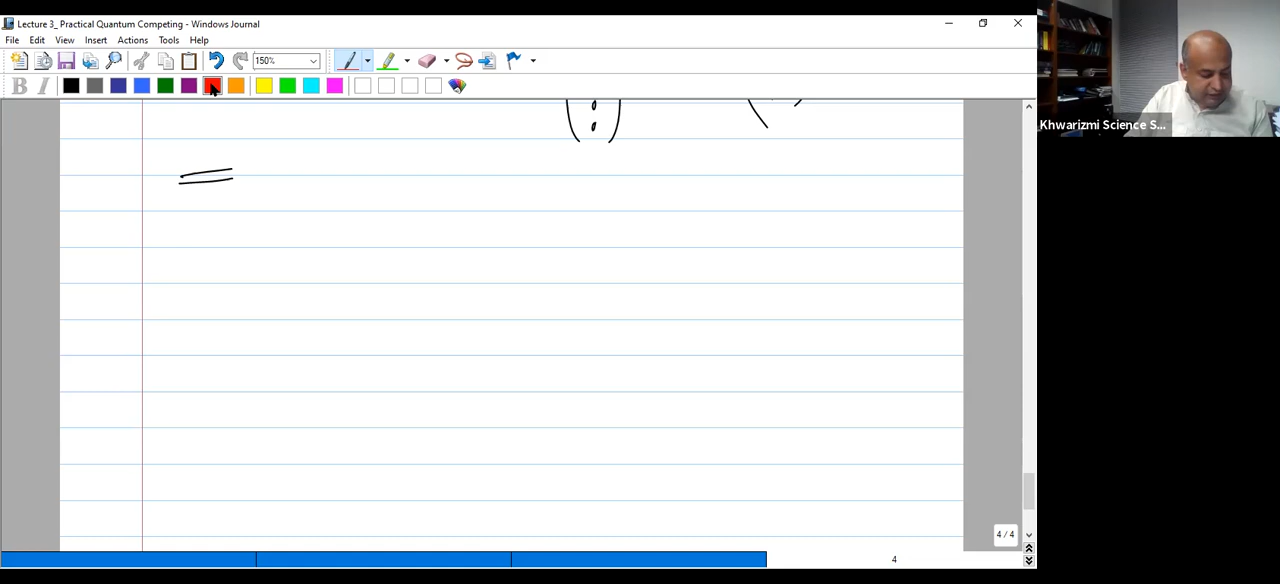 Lecture 3_ Practical Quantum Competing - Windows Journal
File Edit View Insert Actions Tools Help
150%
B I
Khwarizmi Science S...
=
4 / 4
4